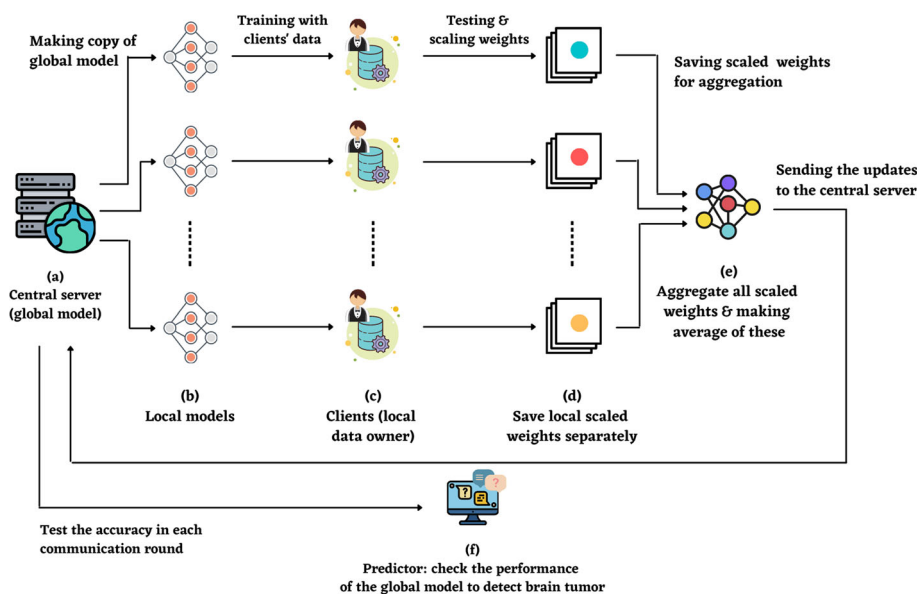 Making copy of
global model
Training with
clients' data
Testing &
scaling weights
Saving scaled weights
for aggregation
Sending the updates
to the central server
(a)
Central server
(global model)
(e)
Aggregate all scaled
weights & making
average of these
(b)
Local models
(c)
Clients (local
data owner)
(d)
Save local scaled
weights separately
Test the accuracy in each
communication round
?
?
(f)
Predictor: check the performance
of the global model to detect brain tumor